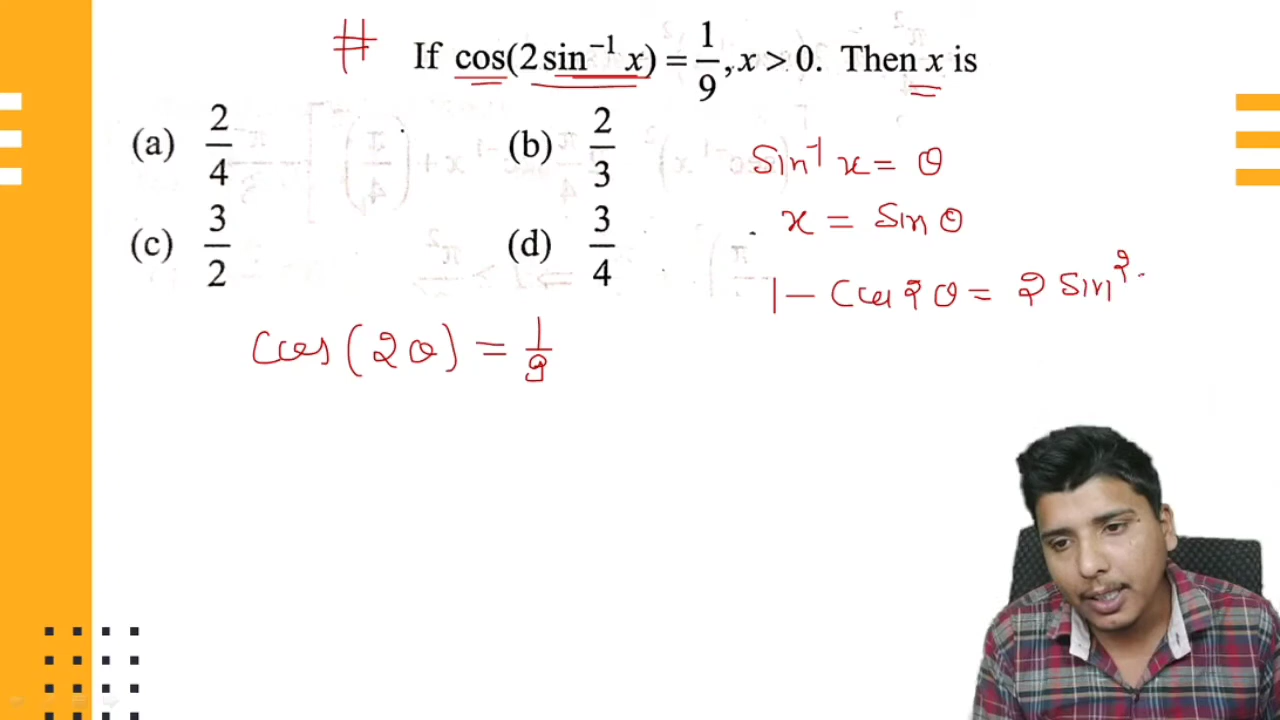 # If cos(2 sin⁻¹ x) = 1/9, x > 0. Then x is
(a) 2/4 (b) 2/3
(c) 3/2 (d) 3/4
Sin⁻¹ x = θ
x = Sin θ
1 - Cos 2θ = 2 Sin²
Cos(2θ) = 1/9